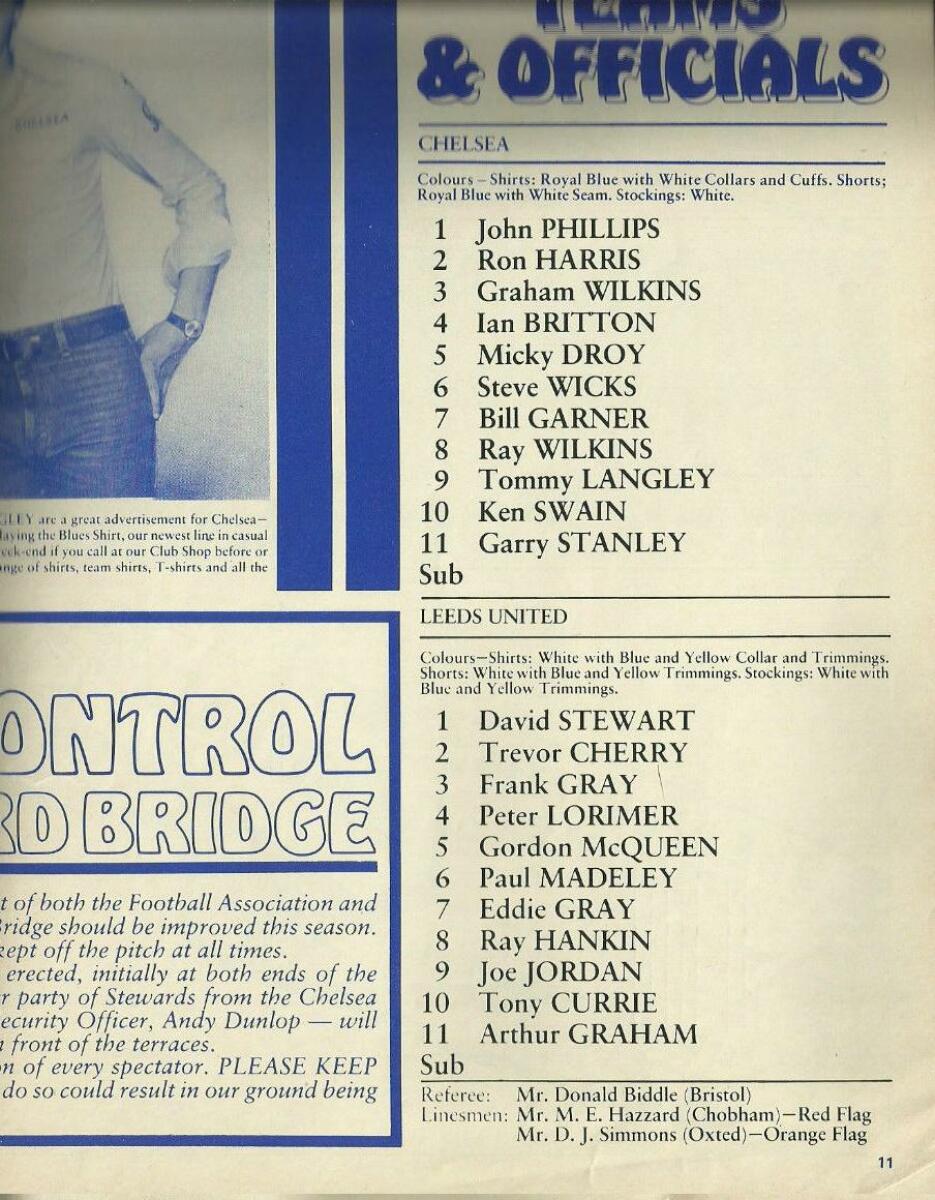 CHELSEA
GLEY are a great advertisement for Chelsea—
laying the Blues Shirt, our newest line in casual
eek-end if you call at our Club Shop before or
nge of shirts, team shirts, T-shirts and all the
ONTROL
RD BRIDGE
t of both the Football Association and
Bridge should be improved this season.
kept off the pitch at all times.
erected, initially at both ends of the
r party of Stewards from the Chelsea
ecurity Officer, Andy Dunlop — will
n front of the terraces.
on of every spectator. PLEASE KEEP
do so could result in our ground being
TEAMS
& OFFICIALS
CHELSEA
Colours – Shirts: Royal Blue with White Collars and Cuffs. Shorts;
Royal Blue with White Seam. Stockings: White.
1 John PHILLIPS
2 Ron HARRIS
3 Graham WILKINS
4 Ian BRITTON
5 Micky DROY
6 Steve WICKS
7 Bill GARNER
8 Ray WILKINS
9 Tommy LANGLEY
10 Ken SWAIN
11 Garry STANLEY
Sub
LEEDS UNITED
Colours—Shirts: White with Blue and Yellow Collar and Trimmings.
Shorts: White with Blue and Yellow Trimmings. Stockings: White with
Blue and Yellow Trimmings.
1 David STEWART
2 Trevor CHERRY
3 Frank GRAY
4 Peter LORIMER
5 Gordon McQUEEN
6 Paul MADELEY
7 Eddie GRAY
8 Ray HANKIN
9 Joe JORDAN
10 Tony CURRIE
11 Arthur GRAHAM
Sub
Referee: Mr. Donald Biddle (Bristol)
Linesmen: Mr. M. E. Hazzard (Chobham)—Red Flag
Mr. D. J. Simmons (Oxted)—Orange Flag
11